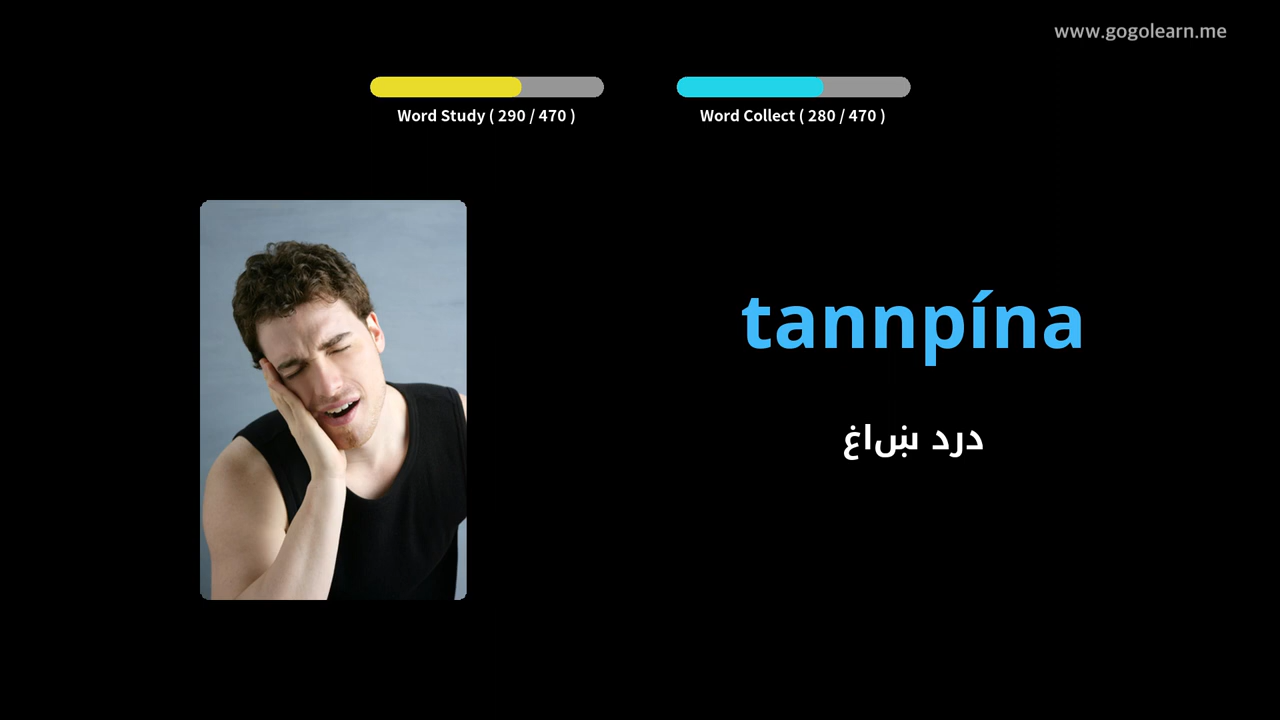 www.gogolearn.me
Word Study ( 290 / 470 )
Word Collect ( 280 / 470 )
tannpína
درد ښاغ